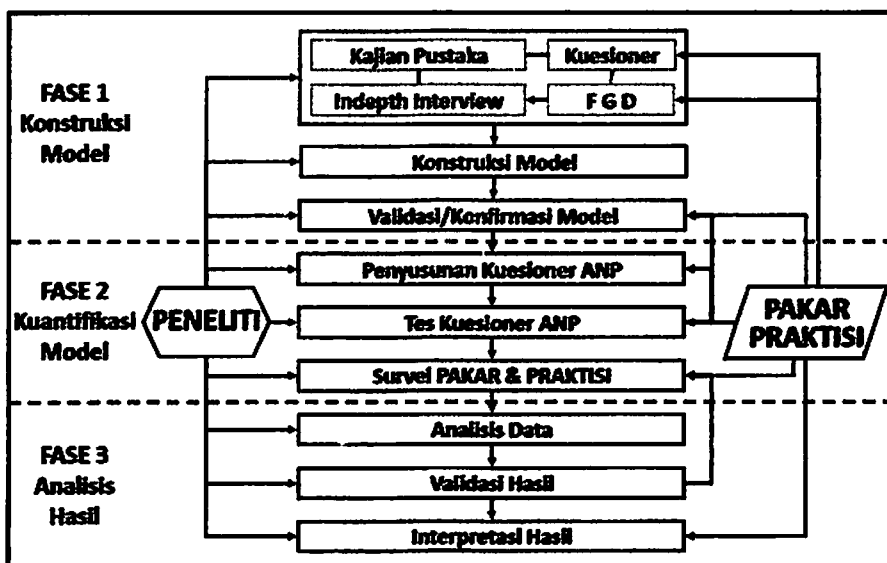 FASE 1
Konstruksi
Model
Kajian Pustaka
Kuesioner
Indepth Interview
F G D
Konstruksi Model
Validasi/Konfirmasi Model
FASE 2
Kuantifikasi
Model
PENELITI
Penyusunan Kuesioner ANP
Tes Kuesioner ANP
Survei PAKAR & PRAKTISI
PAKAR
PRAKTISI
FASE 3
Analisis
Hasil
Analisis Data
Validasi Hasil
Interpretasi Hasil